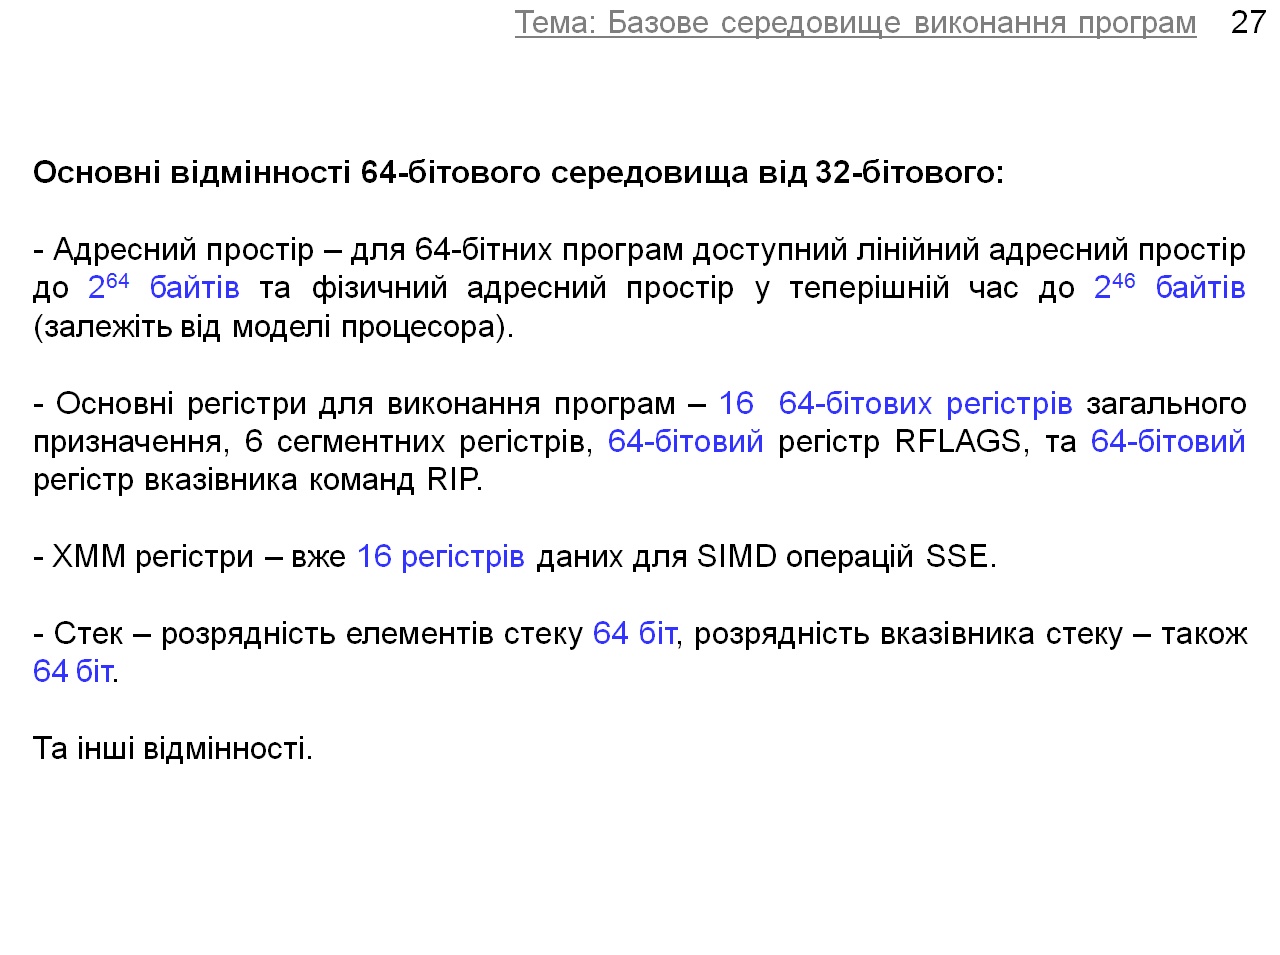 Тема: Базове середовище виконання програм 27
Основні відмінності 64-бітового середовища від 32-бітового:
- Адресний простір – для 64-бітних програм доступний лінійний адресний простір
до 2⁶⁴ байтів та фізичний адресний простір у теперішній час до 2⁴⁶ байтів
(залежіть від моделі процесора).
- Основні регістри для виконання програм – 16 64-бітових регістрів загального
призначення, 6 сегментних регістрів, 64-бітовий регістр RFLAGS, та 64-бітовий
регістр вказівника команд RIP.
- XMM регістри – вже 16 регістрів даних для SIMD операцій SSE.
- Стек – розрядність елементів стеку 64 біт, розрядність вказівника стеку – також
64 біт.
Та інші відмінності.